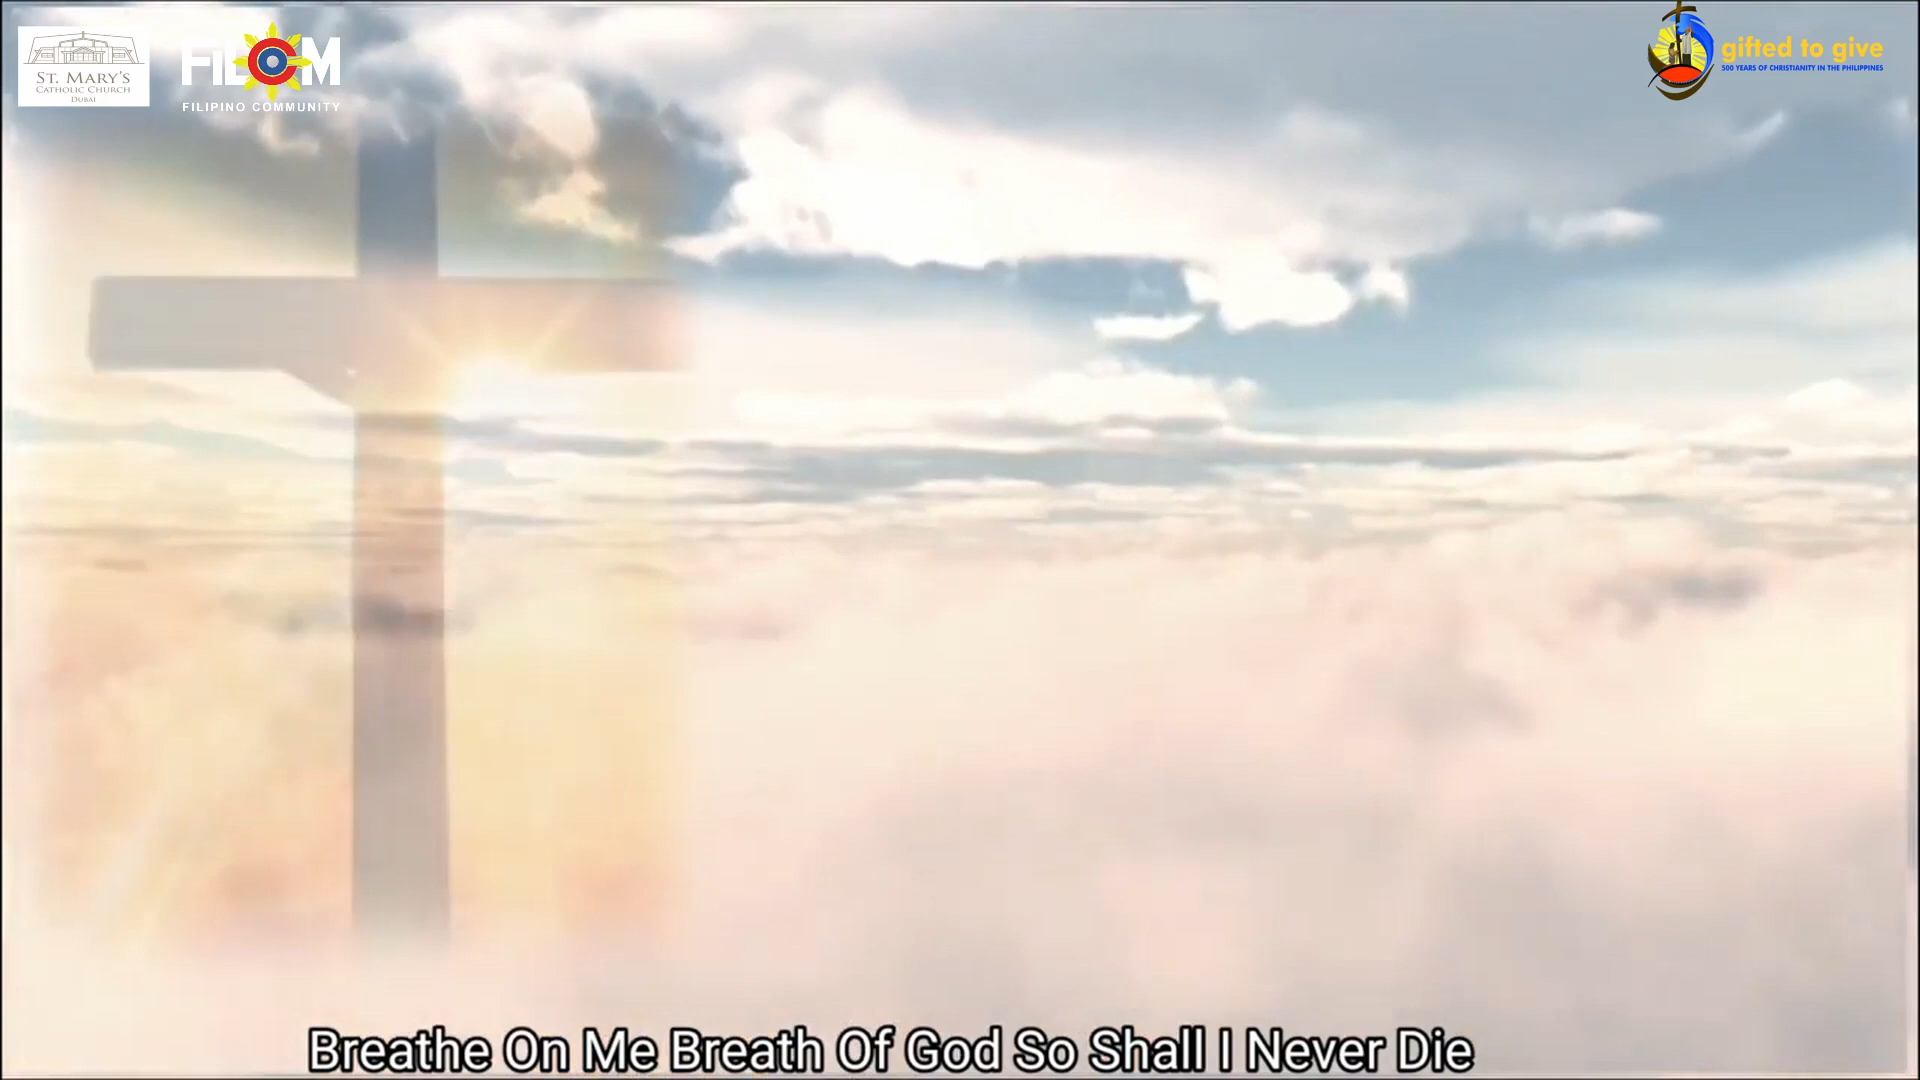 ST. MARY'S
CATHOLIC CHURCH
DUBAI
FILCOM
FILIPINO COMMUNITY
gifted to give
500 YEARS OF CHRISTIANITY IN THE PHILIPPINES
Breathe On Me Breath Of God So Shall I Never Die